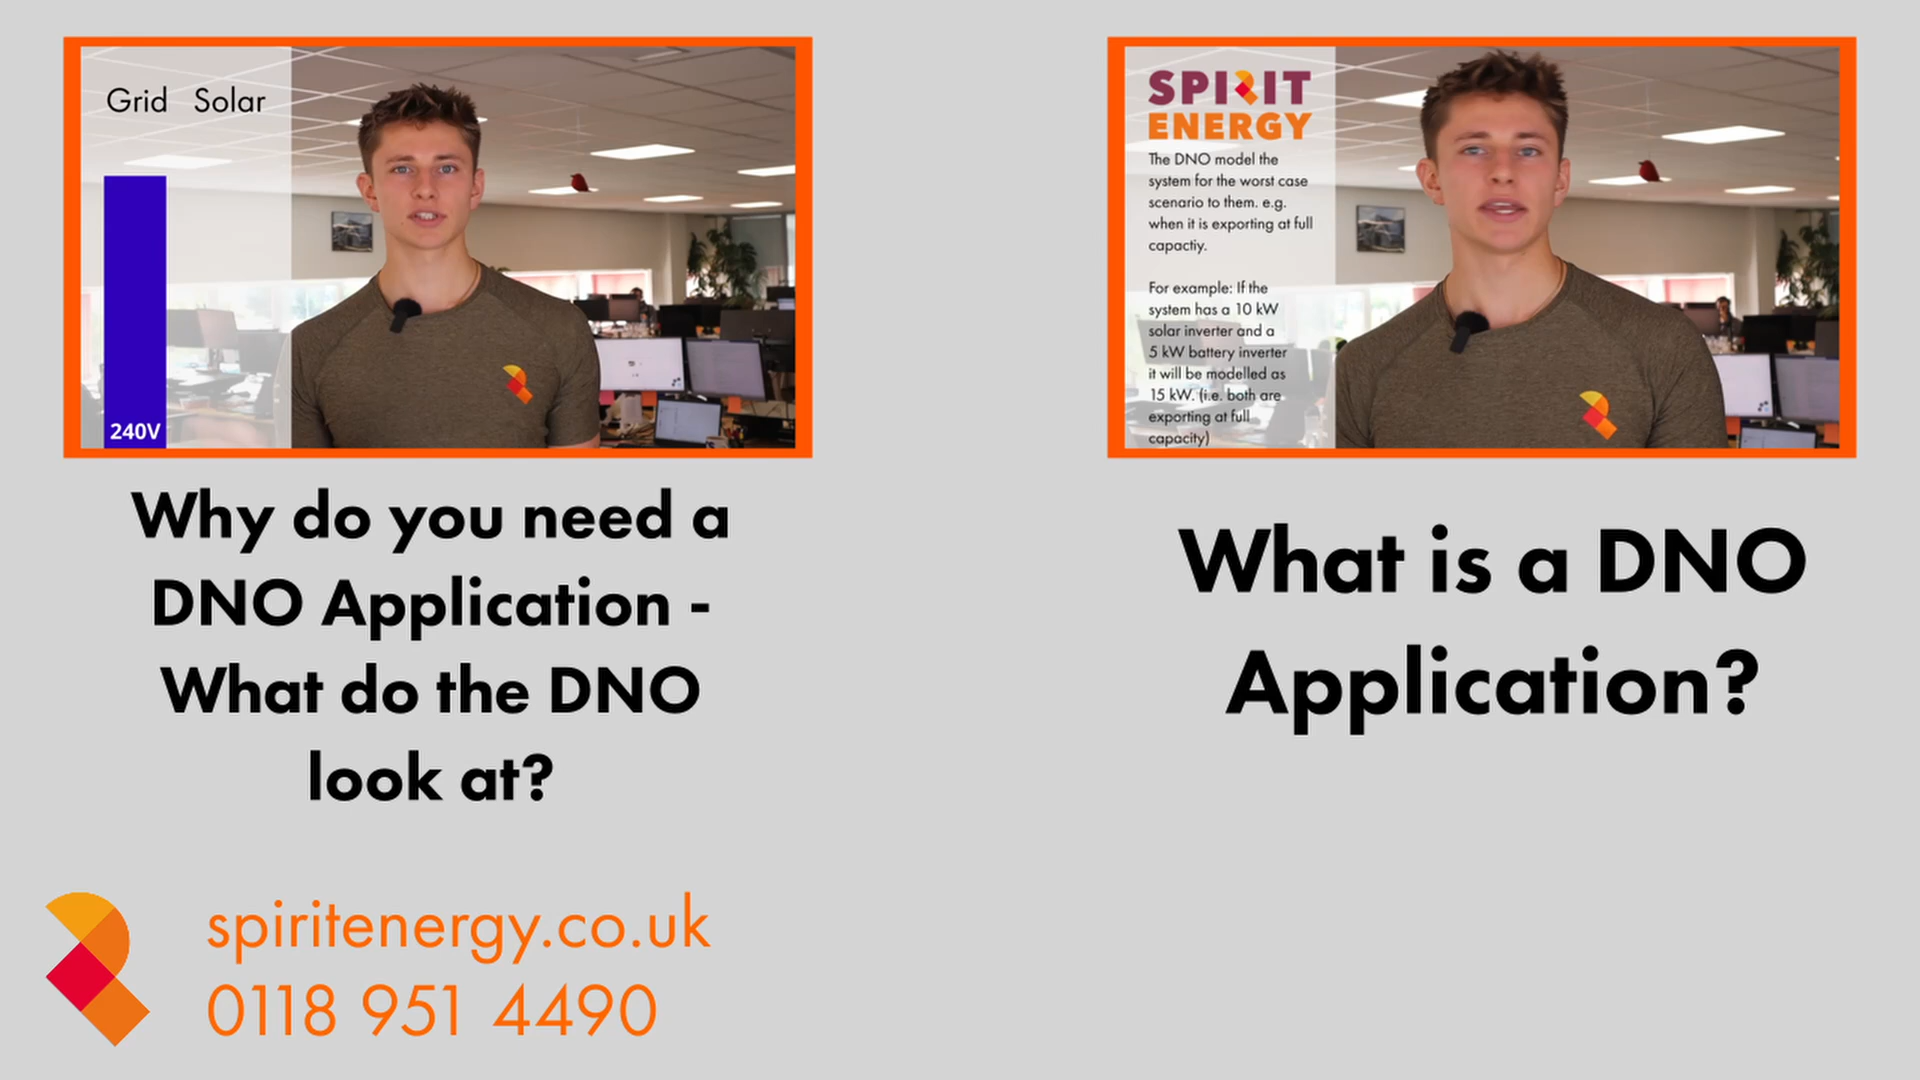 Grid Solar
240V
Why do you need a
DNO Application -
What do the DNO
look at?
SPIRIT
ENERGY
The DNO model the
system for the worst case
scenario to them. e.g.
when it is exporting at full
capactiy.
For example: If the
system has a 10 kW
solar inverter and a
5 kW battery inverter
it will be modelled as
15 kW. (i.e. both are
exporting at full
capacity)
What is a DNO
Application?
spiritenergy.co.uk
0118 951 4490